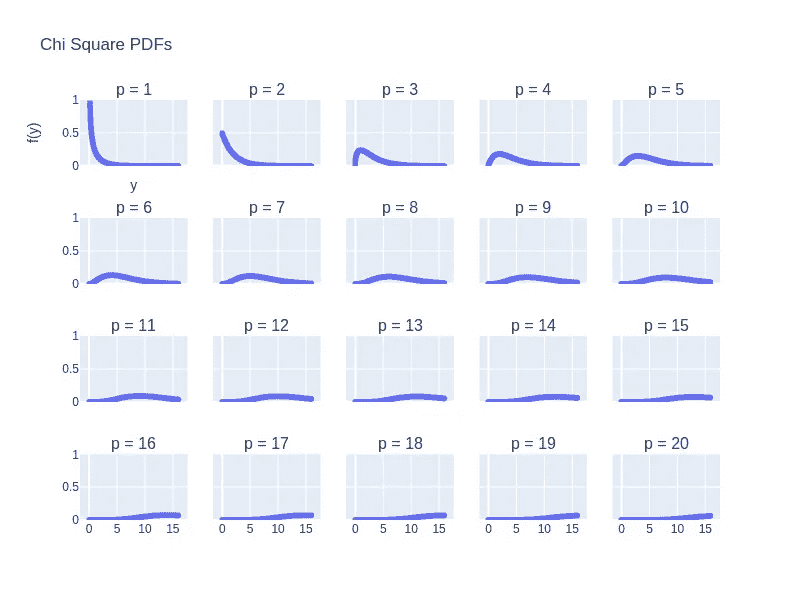 Chi Square PDFs
p = 1 p = 2 p = 3 p = 4 p = 5
1
f(y)
0.5
0
y
p = 6 p = 7 p = 8 p = 9 p = 10
1
0.5
0
p = 11 p = 12 p = 13 p = 14 p = 15
1
0.5
0
p = 16 p = 17 p = 18 p = 19 p = 20
1
0.5
0
0 5 10 15 0 5 10 15 0 5 10 15 0 5 10 15 0 5 10 15